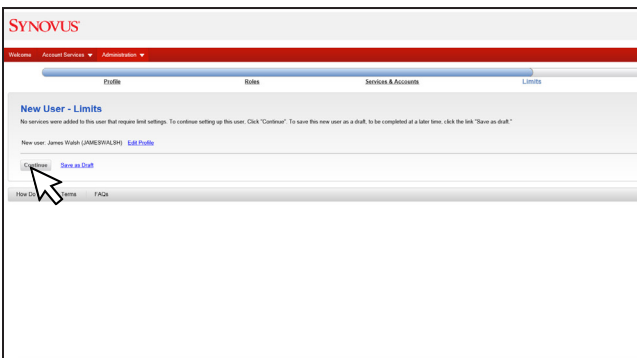 SYNOVUS®
Welcome Account Services Administration
Profile Roles Services & Accounts Limits
New User - Limits
No services were added to this user that require limit settings. To continue setting up this user. Click "Continue". To save this new user as a draft, to be completed at a later time, click the link "Save as draft."
New user: James Walsh (JAMESWALSH) Edit Profile
Continue Save as Draft
How Do Terms FAQs